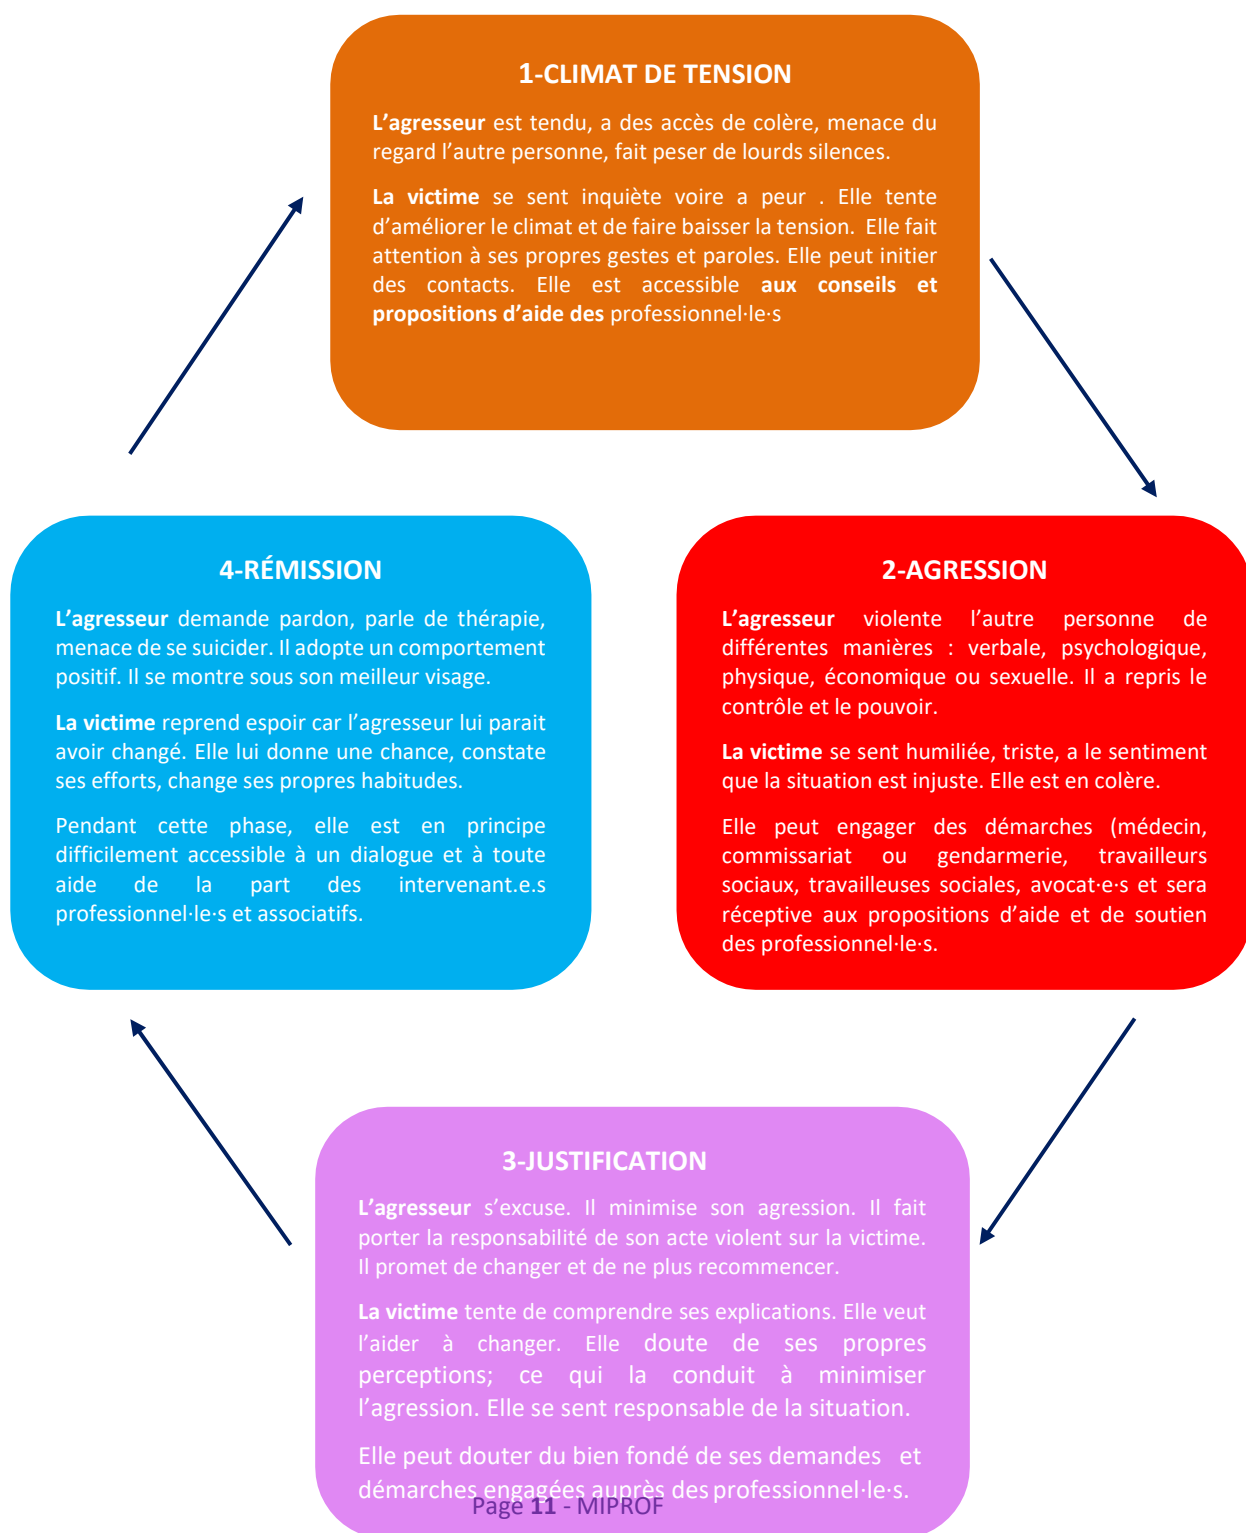 1-CLIMAT DE TENSION
L’agresseur est tendu, a des accès de colère, menace du
regard l’autre personne, fait peser de lourds silences.
La victime se sent inquiète voire a peur . Elle tente
d’améliorer le climat et de faire baisser la tension. Elle fait
attention à ses propres gestes et paroles. Elle peut initier
des contacts. Elle est accessible aux conseils et
propositions d’aide des professionnel·le·s
2-AGRESSION
L’agresseur violente l’autre personne de
différentes manières : verbale, psychologique,
physique, économique ou sexuelle. Il a repris le
contrôle et le pouvoir.
La victime se sent humiliée, triste, a le sentiment
que la situation est injuste. Elle est en colère.
Elle peut engager des démarches (médecin,
commissariat ou gendarmerie, travailleurs
sociaux, travailleuses sociales, avocat·e·s et sera
réceptive aux propositions d’aide et de soutien
des professionnel·le·s.
3-JUSTIFICATION
L’agresseur s’excuse. Il minimise son agression. Il fait
porter la responsabilité de son acte violent sur la victime.
Il promet de changer et de ne plus recommencer.
La victime tente de comprendre ses explications. Elle veut
l’aider à changer. Elle doute de ses propres
perceptions; ce qui la conduit à minimiser
l’agression. Elle se sent responsable de la situation.
Elle peut douter du bien fondé de ses demandes et
démarches engagées auprès des professionnel·le·s.
4-RÉMISSION
L’agresseur demande pardon, parle de thérapie,
menace de se suicider. Il adopte un comportement
positif. Il se montre sous son meilleur visage.
La victime reprend espoir car l’agresseur lui parait
avoir changé. Elle lui donne une chance, constate
ses efforts, change ses propres habitudes.
Pendant cette phase, elle est en principe
difficilement accessible à un dialogue et à toute
aide de la part des intervenant.e.s
professionnel·le·s et associatifs.
Page 11 - MIPROF